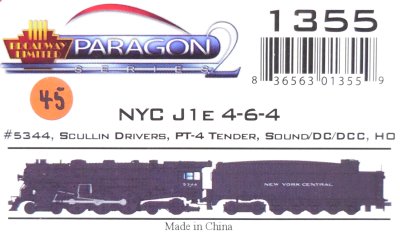 BROADWAY
LIMITED
PARAGON
SERIES 2
1355
8 36563 01355 9
45
NYC J1E 4-6-4
#5344, SCULLIN DRIVERS, PT-4 TENDER, SOUND/DC/DCC, HO
5344
NEW YORK CENTRAL
Made in China